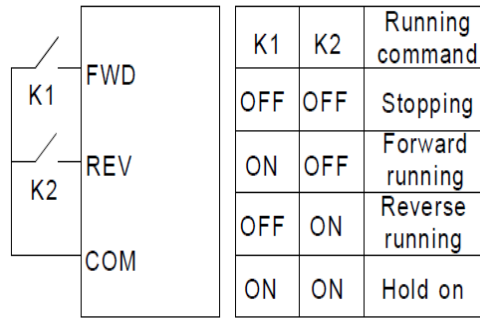 FWD
K1
REV
K2
COM
K1 K2 Running command
OFF OFF Stopping
ON OFF Forward running
OFF ON Reverse running
ON ON Hold on